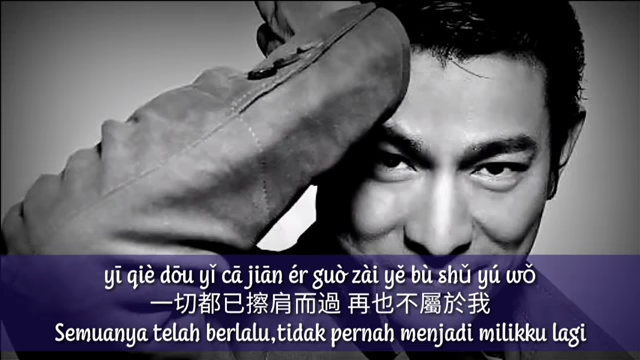 yī qiè dōu yǐ cā jiān ér guò zài yě bù shǔ yú wǒ
一切都已擦肩而過 再也不屬於我
Semuanya telah berlalu,tidak pernah menjadi milikku lagi